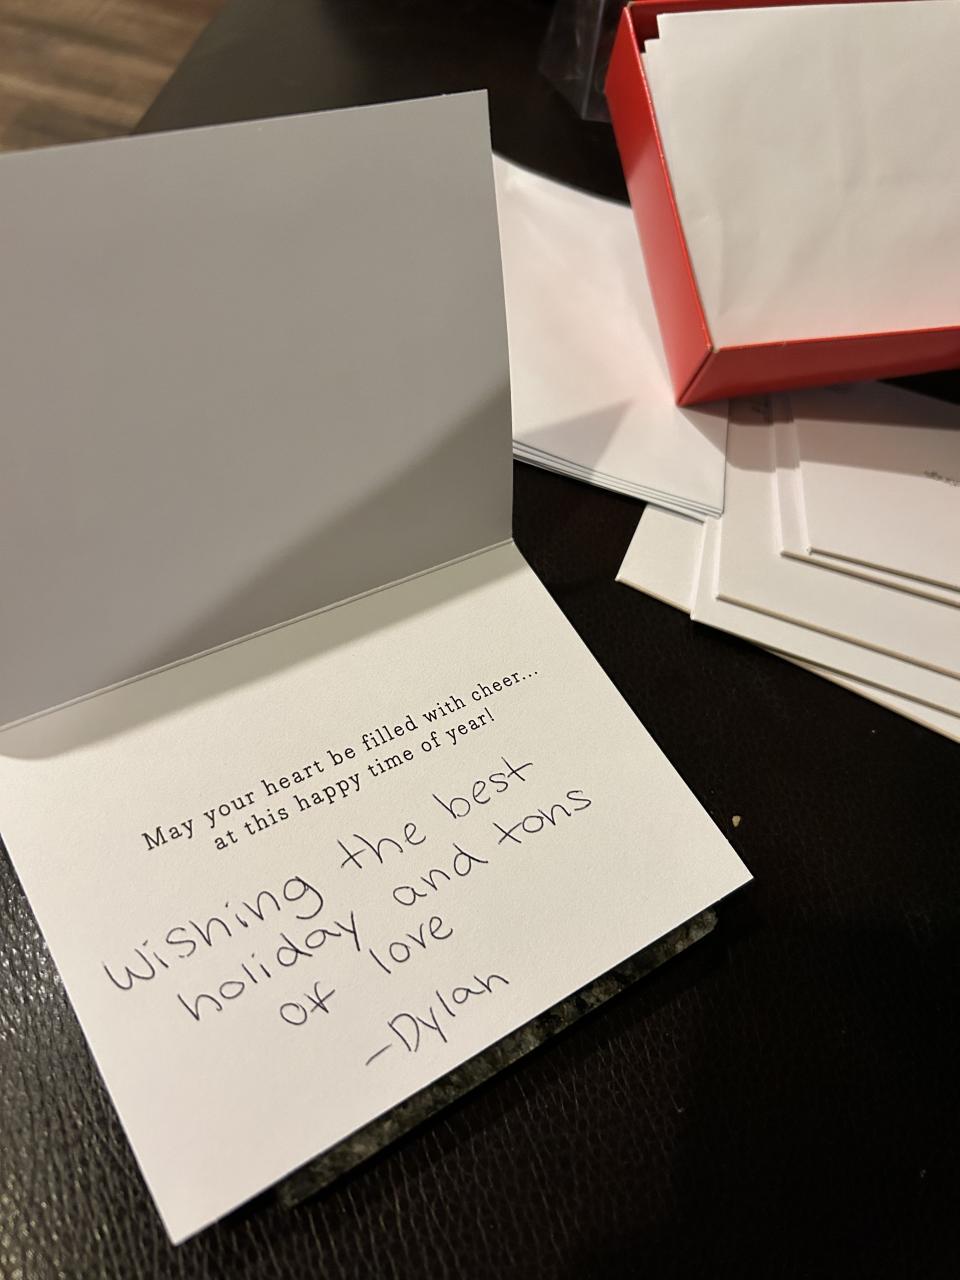 May your heart be filled with cheer...
at this happy time of year!
Wishing the best
holiday and tons
of love
-Dylan